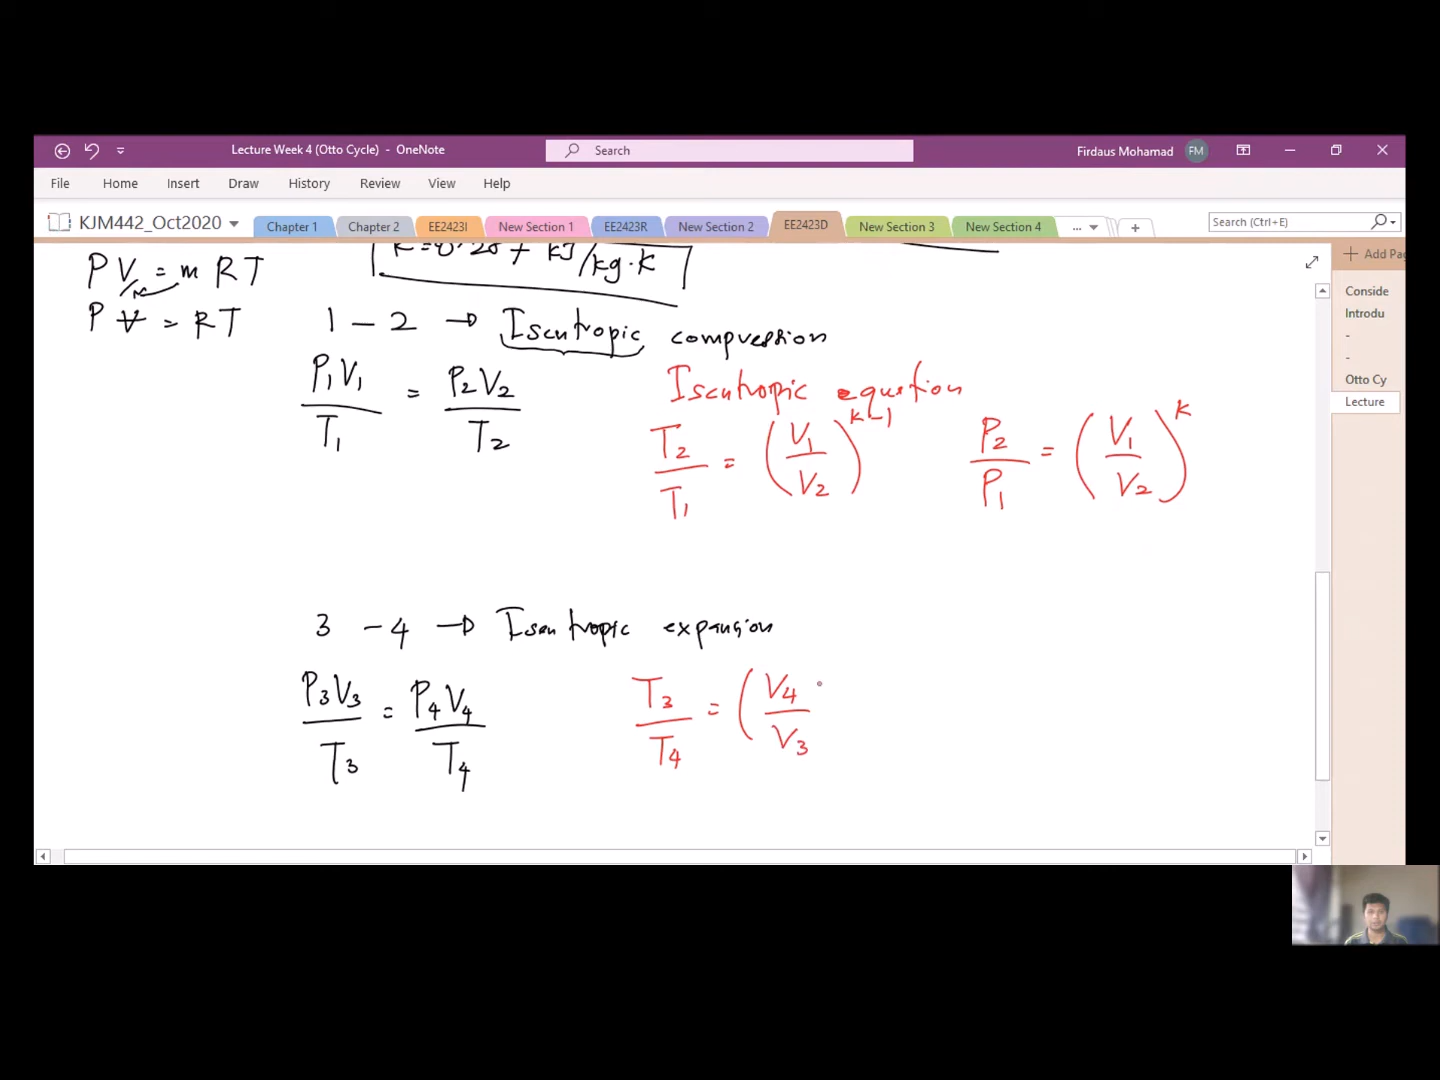 Lecture Week 4 (Otto Cycle) - OneNote
Search
Firdaus Mohamad
FM
File Home Insert Draw History Review View Help
KJM442_Oct2020
Chapter 1 Chapter 2 EE2423I New Section 1 EE2423R New Section 2 EE2423D New Section 3 New Section 4 ...
Search (Ctrl+E)
Add Pag
Conside
Introdu
-
-
Otto Cy
Lecture
kJ/kg.K
PV = mRT
PV = RT
1 - 2 → Isentropic compression
P1V1/T1 = P2V2/T2
Isentropic equation
T2/T1 = (V1/V2)^k-1
P2/P1 = (V1/V2)^k
3 - 4 → Isentropic expansion
P3V3/T3 = P4V4/T4
T3/T4 = (V4/V3